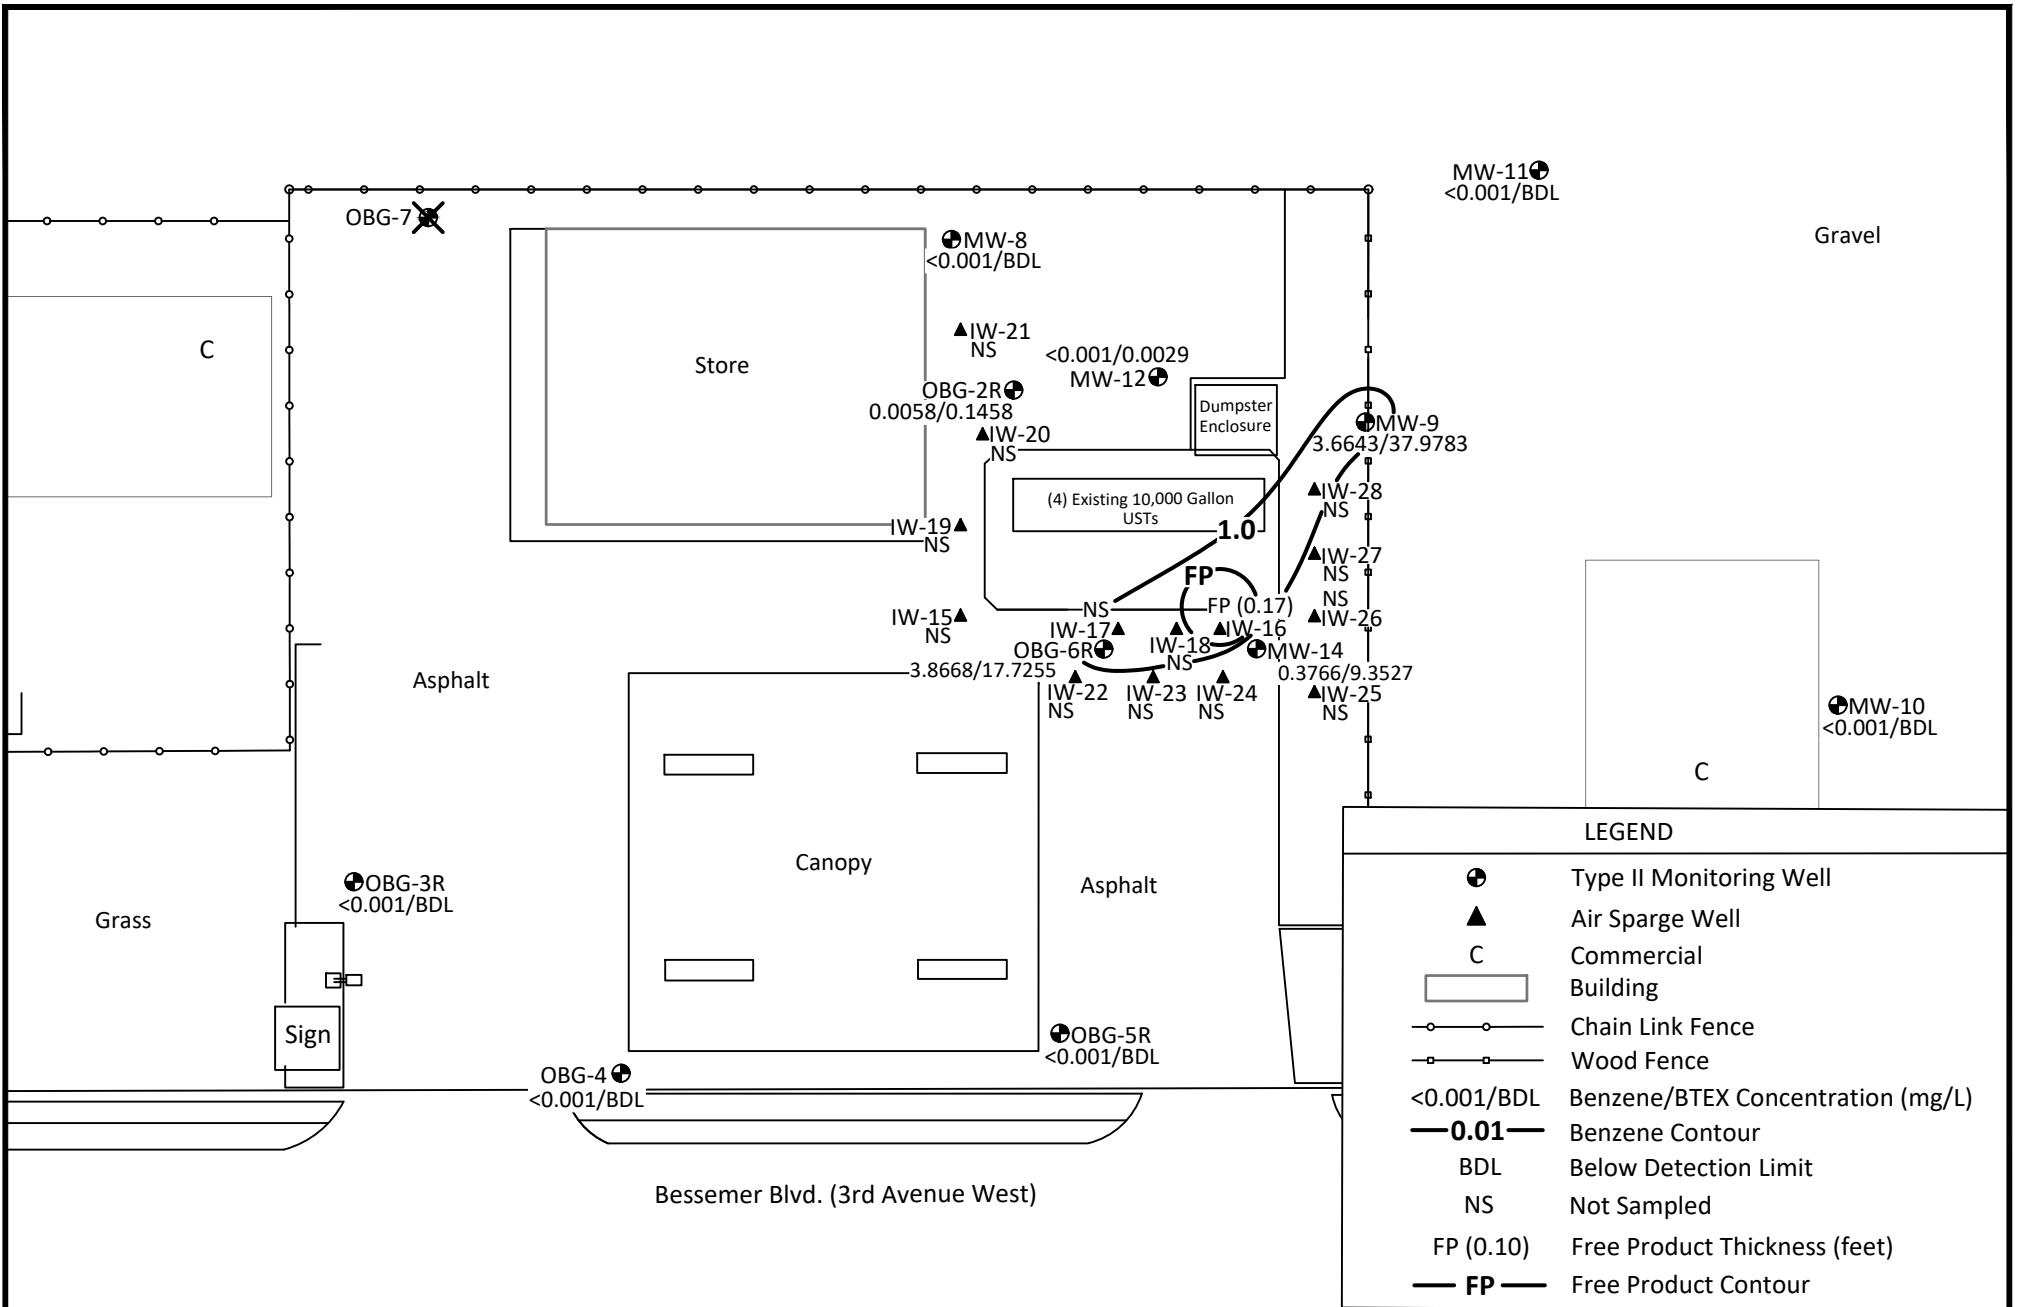 MW-11
<0.001/BDL
OBG-7
Gravel
MW-8
<0.001/BDL
IW-21
NS
C
Store
<0.001/0.0029
MW-12
OBG-2R
0.0058/0.1458
Dumpster
Enclosure
MW-9
3.6643/37.9783
IW-20
NS
(4) Existing 10,000 Gallon
USTs
IW-28
NS
IW-19
NS
1.0
IW-27
NS
FP
NS
FP (0.17)
NS
IW-26
IW-15
NS
IW-17
IW-16
IW-18
NS
OBG-6R
3.8668/17.7255
MW-14
0.3766/9.3527
Asphalt
IW-22
NS
IW-23
NS
IW-24
NS
IW-25
NS
MW-10
<0.001/BDL
C
Canopy
Asphalt
OBG-3R
<0.001/BDL
Grass
Sign
OBG-5R
<0.001/BDL
OBG-4
<0.001/BDL
Bessemer Blvd. (3rd Avenue West)
LEGEND
Type II Monitoring Well
Air Sparge Well
C Commercial
Building
Chain Link Fence
Wood Fence
<0.001/BDL Benzene/BTEX Concentration (mg/L)
0.01 Benzene Contour
BDL Below Detection Limit
NS Not Sampled
FP (0.10) Free Product Thickness (feet)
FP Free Product Contour